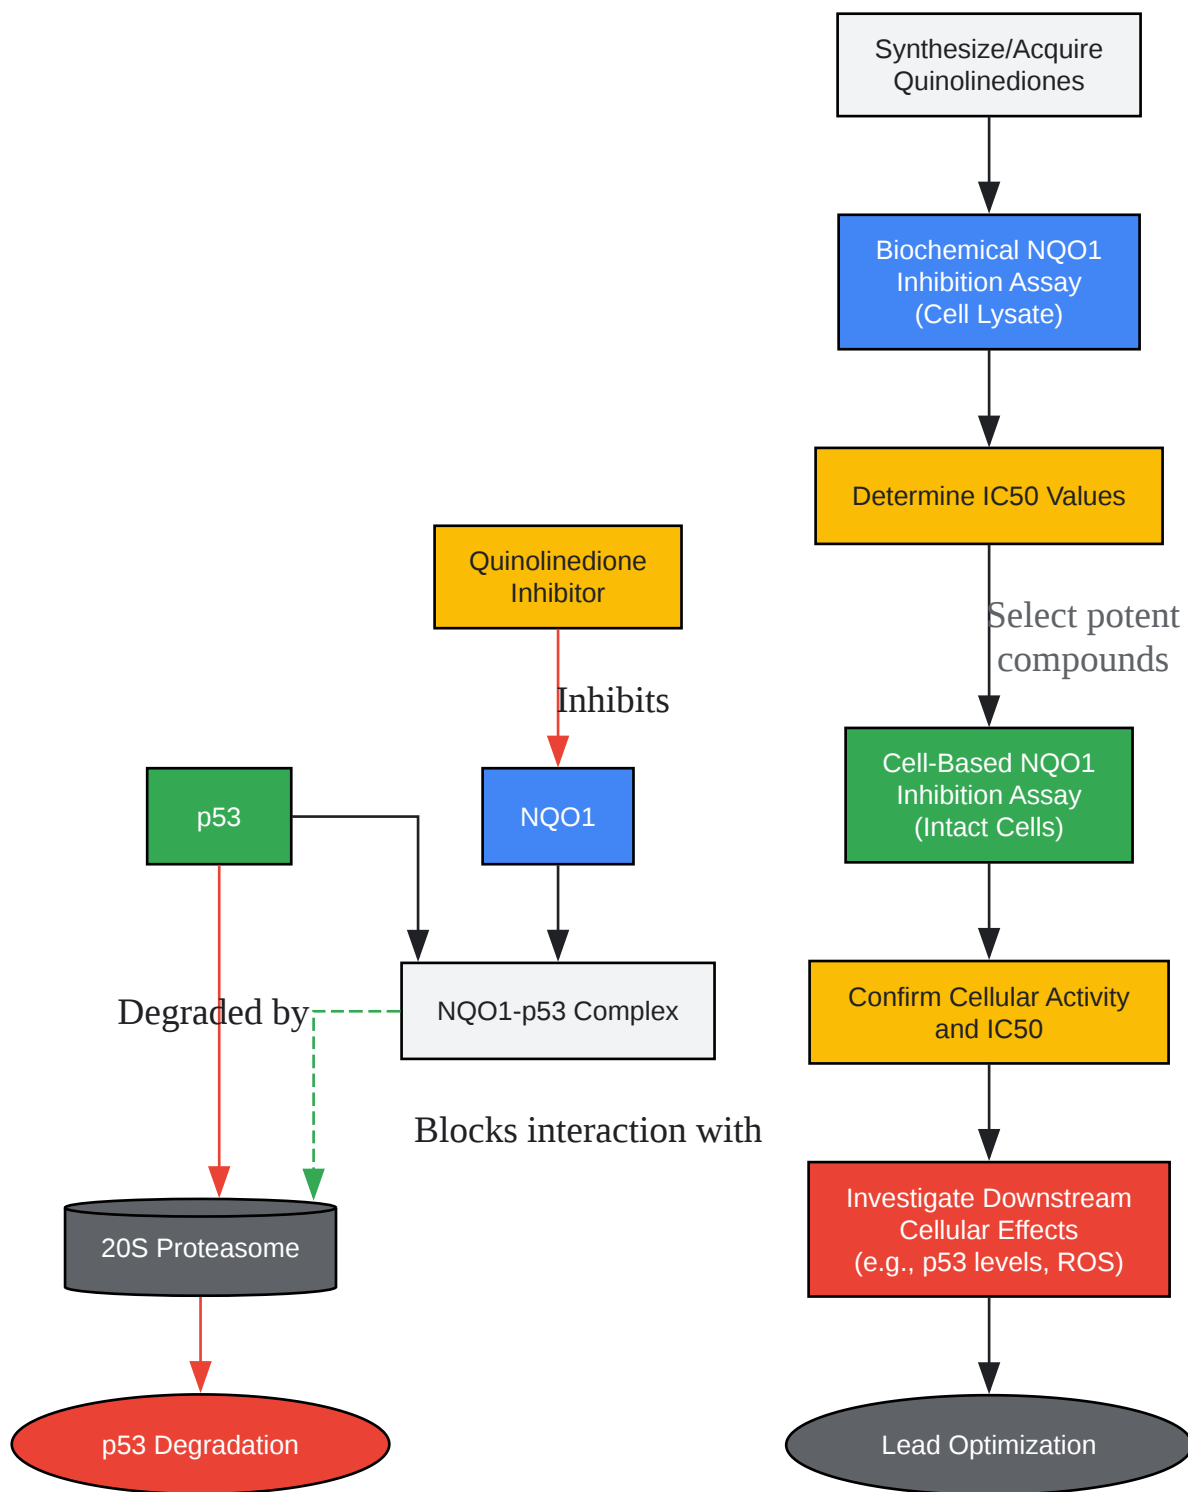 Synthesize/Acquire
Quinolinediones
Biochemical NQO1
Inhibition Assay
(Cell Lysate)
Determine IC50 Values
Quinolinedione
Inhibitor
Select potent
compounds
Inhibits
Cell-Based NQO1
Inhibition Assay
(Intact Cells)
p53
NQO1
Confirm Cellular Activity
and IC50
Degraded by
NQO1-p53 Complex
Blocks interaction with
Investigate Downstream
Cellular Effects
(e.g., p53 levels, ROS)
20S Proteasome
p53 Degradation
Lead Optimization